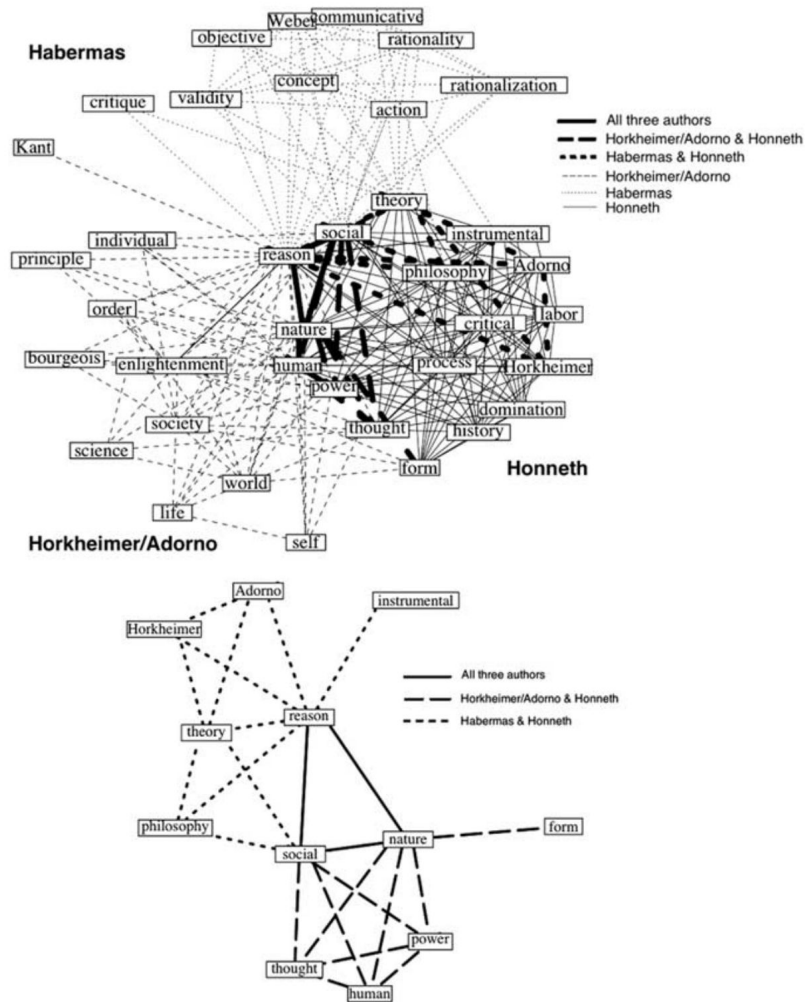 Weber
communicative
objective
rationality
Habermas
concept
rationalization
critique
validity
action
All three authors
Horkheimer/Adorno & Honneth
Kant
Habermas & Honneth
Horkheimer/Adorno
Habermas
theory
Honneth
social
instrumental
individual
reason
principle
philosophy
Adorno
order
nature
critical
labor
bourgeois
enlightenment
human
process
Horkheimer
power
society
domination
thought
history
science
form
Honneth
world
life
Horkheimer/Adorno
self
Adorno
instrumental
Horkheimer
All three authors
Horkheimer/Adorno & Honneth
reason
theory
Habermas & Honneth
philosophy
nature
form
social
power
thought
human